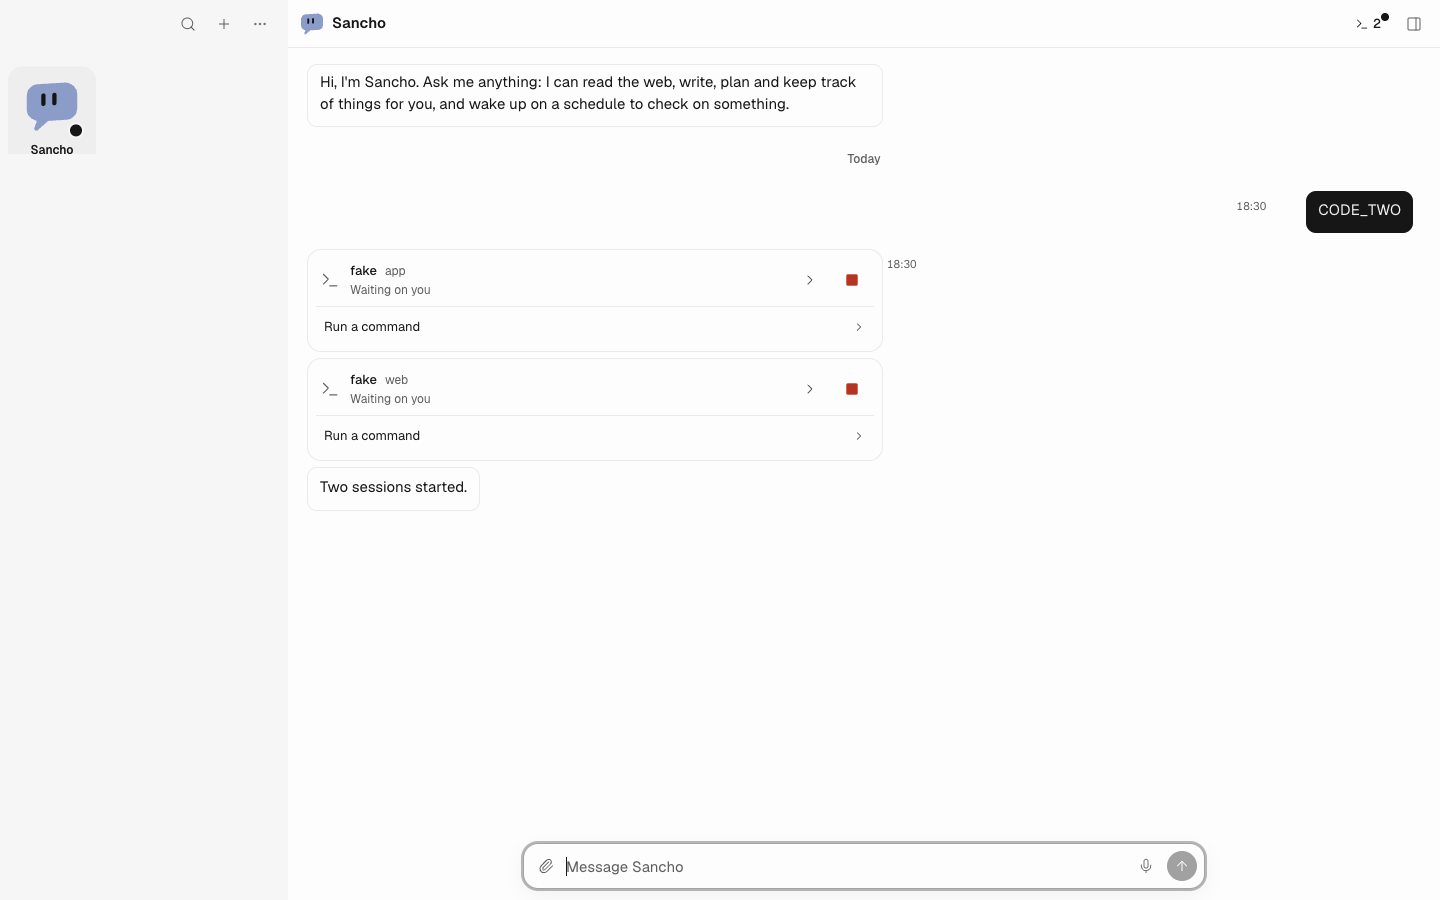 Sancho
2
Sancho
Hi, I'm Sancho. Ask me anything: I can read the web, write, plan and keep track
of things for you, and wake up on a schedule to check on something.
Today
18:30
CODE_TWO
fake app
Waiting on you
18:30
Run a command
fake web
Waiting on you
Run a command
Two sessions started.
Message Sancho